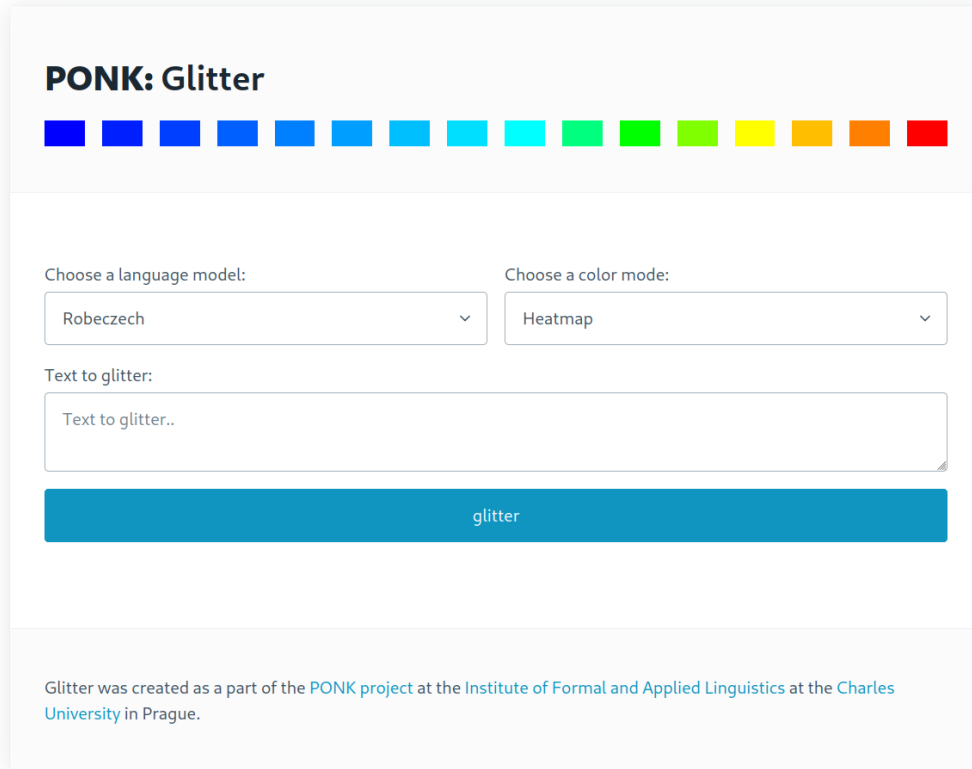 PONK: Glitter
Choose a language model:
Choose a color mode:
Robeczech
Heatmap
Text to glitter:
Text to glitter..
glitter
Glitter was created as a part of the PONK project at the Institute of Formal and Applied Linguistics at the Charles
University in Prague.